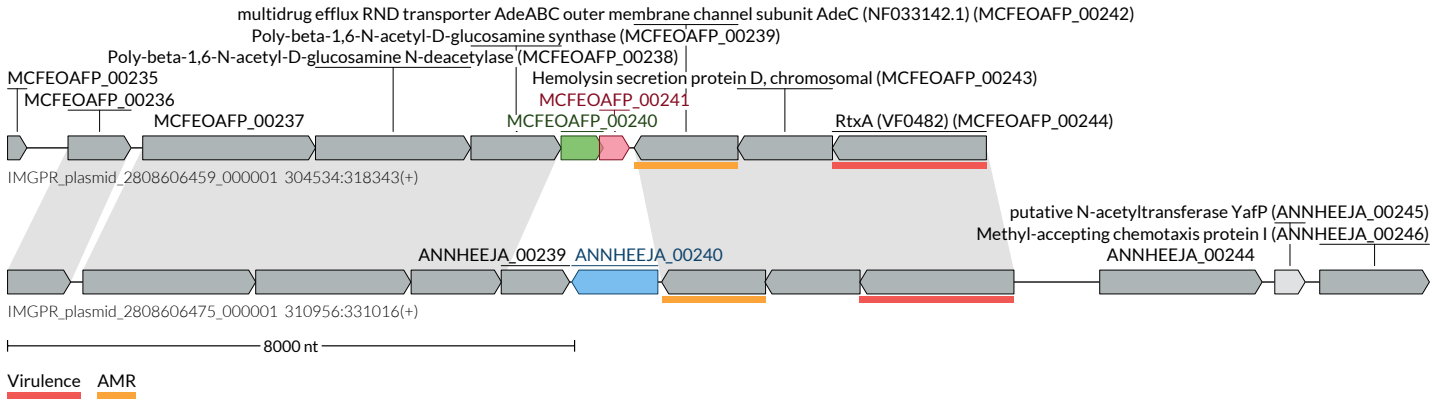 multidrug efflux RND transporter AdeABC outer membrane channel subunit AdeC (NF033142.1) (MCFEOAFP_00242)
Poly-beta-1,6-N-acetyl-D-glucosamine synthase (MCFEOAFP_00239)
Poly-beta-1,6-N-acetyl-D-glucosamine N-deacetylase (MCFEOAFP_00238)
MCFEOAFP_00235
Hemolysin secretion protein D, chromosomal (MCFEOAFP_00243)
MCFEOAFP_00236
MCFEOAFP_00241
MCFEOAFP_00237
MCFEOAFP_00240
RtxA (VF0482) (MCFEOAFP_00244)
IMGPR_plasmid_2808606459_000001 304534:318343(+)
putative N-acetyltransferase YafP (ANNHEEJA_00245)
Methyl-accepting chemotaxis protein I (ANNHEEJA_00246)
ANNHEEJA_00239
ANNHEEJA_00240
ANNHEEJA_00244
IMGPR_plasmid_2808606475_000001 310956:331016(+)
8000 nt
Virulence
AMR